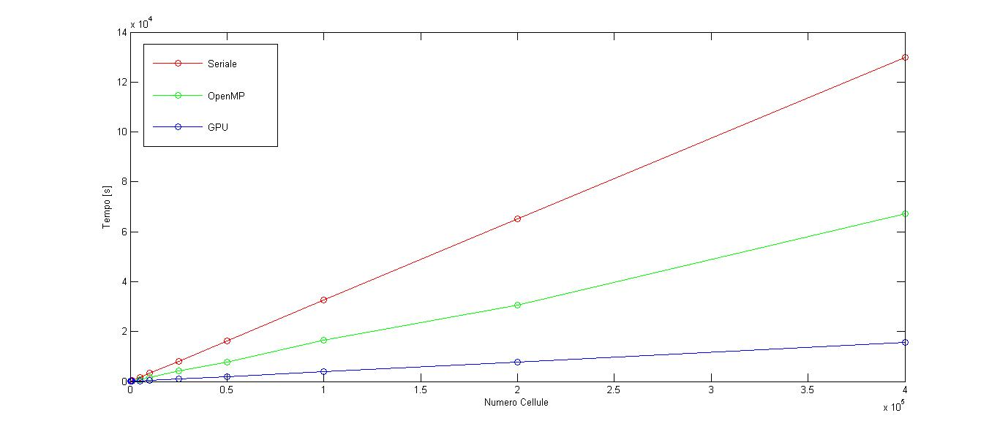 x 10^4
14
12
10
8
6
4
2
0
Tempo [s]
Seriale
OpenMP
GPU
0 0.5 1 1.5 2 2.5 3 3.5 4
Numero Cellule
x 10^5